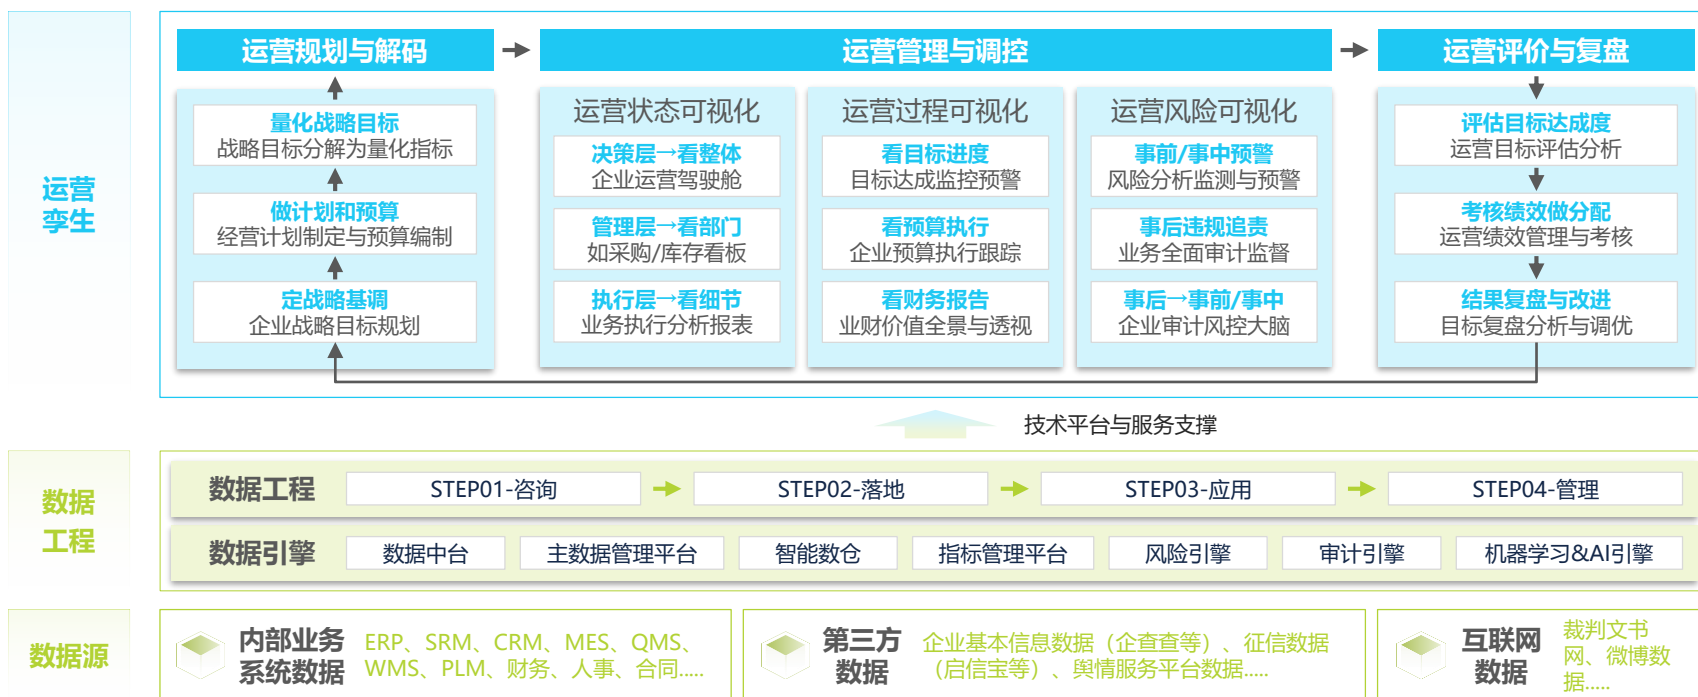 运营
孪生
运营规划与解码
量化战略目标
战略目标分解为量化指标
做计划和预算
经营计划制定与预算编制
定战略基调
企业战略目标规划
运营管理与调控
运营状态可视化
决策层→看整体
企业运营驾驶舱
管理层→看部门
如采购/库存看板
执行层→看细节
业务执行分析报表
运营过程可视化
看目标进度
目标达成监控预警
看预算执行
企业预算执行跟踪
看财务报告
业财价值全景与透视
运营风险可视化
事前/事中预警
风险分析监测与预警
事后违规追责
业务全面审计监督
事后→事前/事中
企业审计风控大脑
运营评价与复盘
评估目标达成度
运营目标评估分析
考核绩效做分配
运营绩效管理与考核
结果复盘与改进
目标复盘分析与调优
技术平台与服务支撑
数据
工程
数据工程
STEP01-咨询
STEP02-落地
STEP03-应用
STEP04-管理
数据引擎
数据中台
主数据管理平台
智能数仓
指标管理平台
风险引擎
审计引擎
机器学习&AI引擎
数据源
内部业务
系统数据
ERP、SRM、CRM、MES、QMS、
WMS、PLM、财务、人事、合同.....
第三方
数据
企业基本信息数据（企查查等）、征信数据
（启信宝等）、舆情服务平台数据.....
互联网
数据
裁判文书
网、微博数
据.....